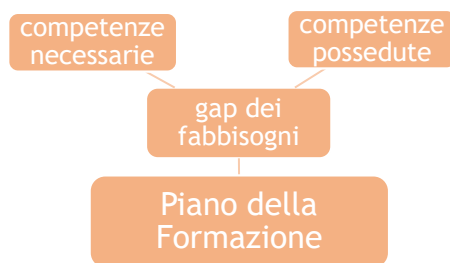 competenze
necessarie
competenze
possedute
gap dei
fabbisogni
Piano della
Formazione